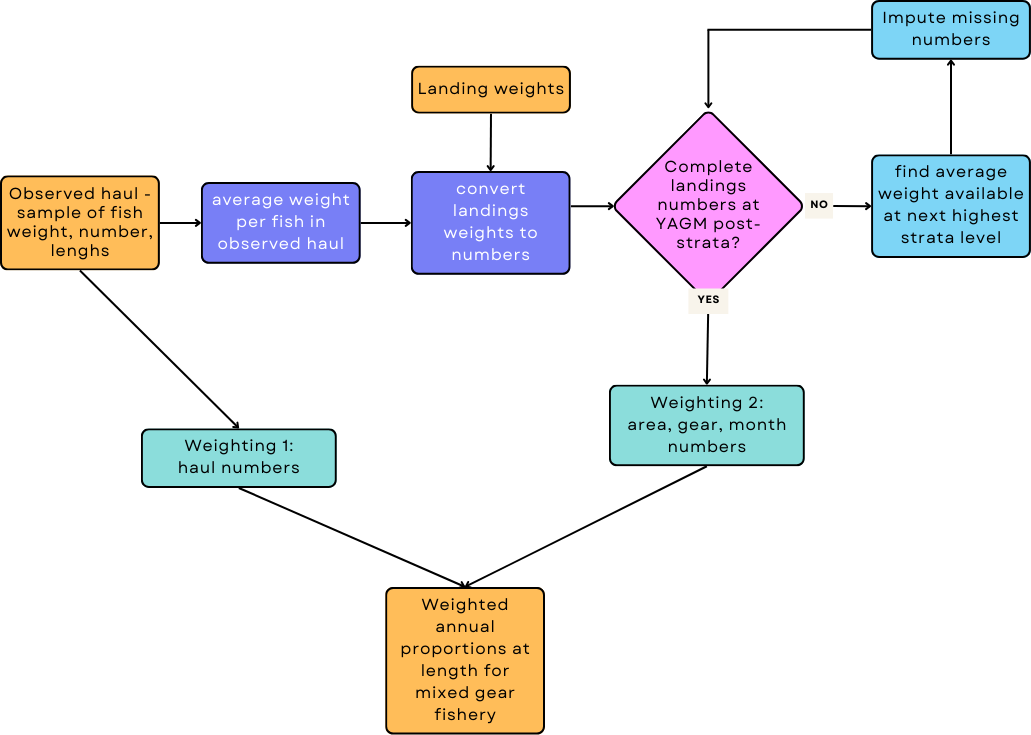 Impute missing
numbers
Landing weights
Observed haul -
sample of fish
weight, number,
lenghs
average weight
per fish in
observed haul
convert
landings
weights to
numbers
Complete
landings
numbers at
YAGM post-
strata?
NO
find average
weight available
at next highest
strata level
YES
Weighting 1:
haul numbers
Weighting 2:
area, gear, month
numbers
Weighted
annual
proportions at
length for
mixed gear
fishery